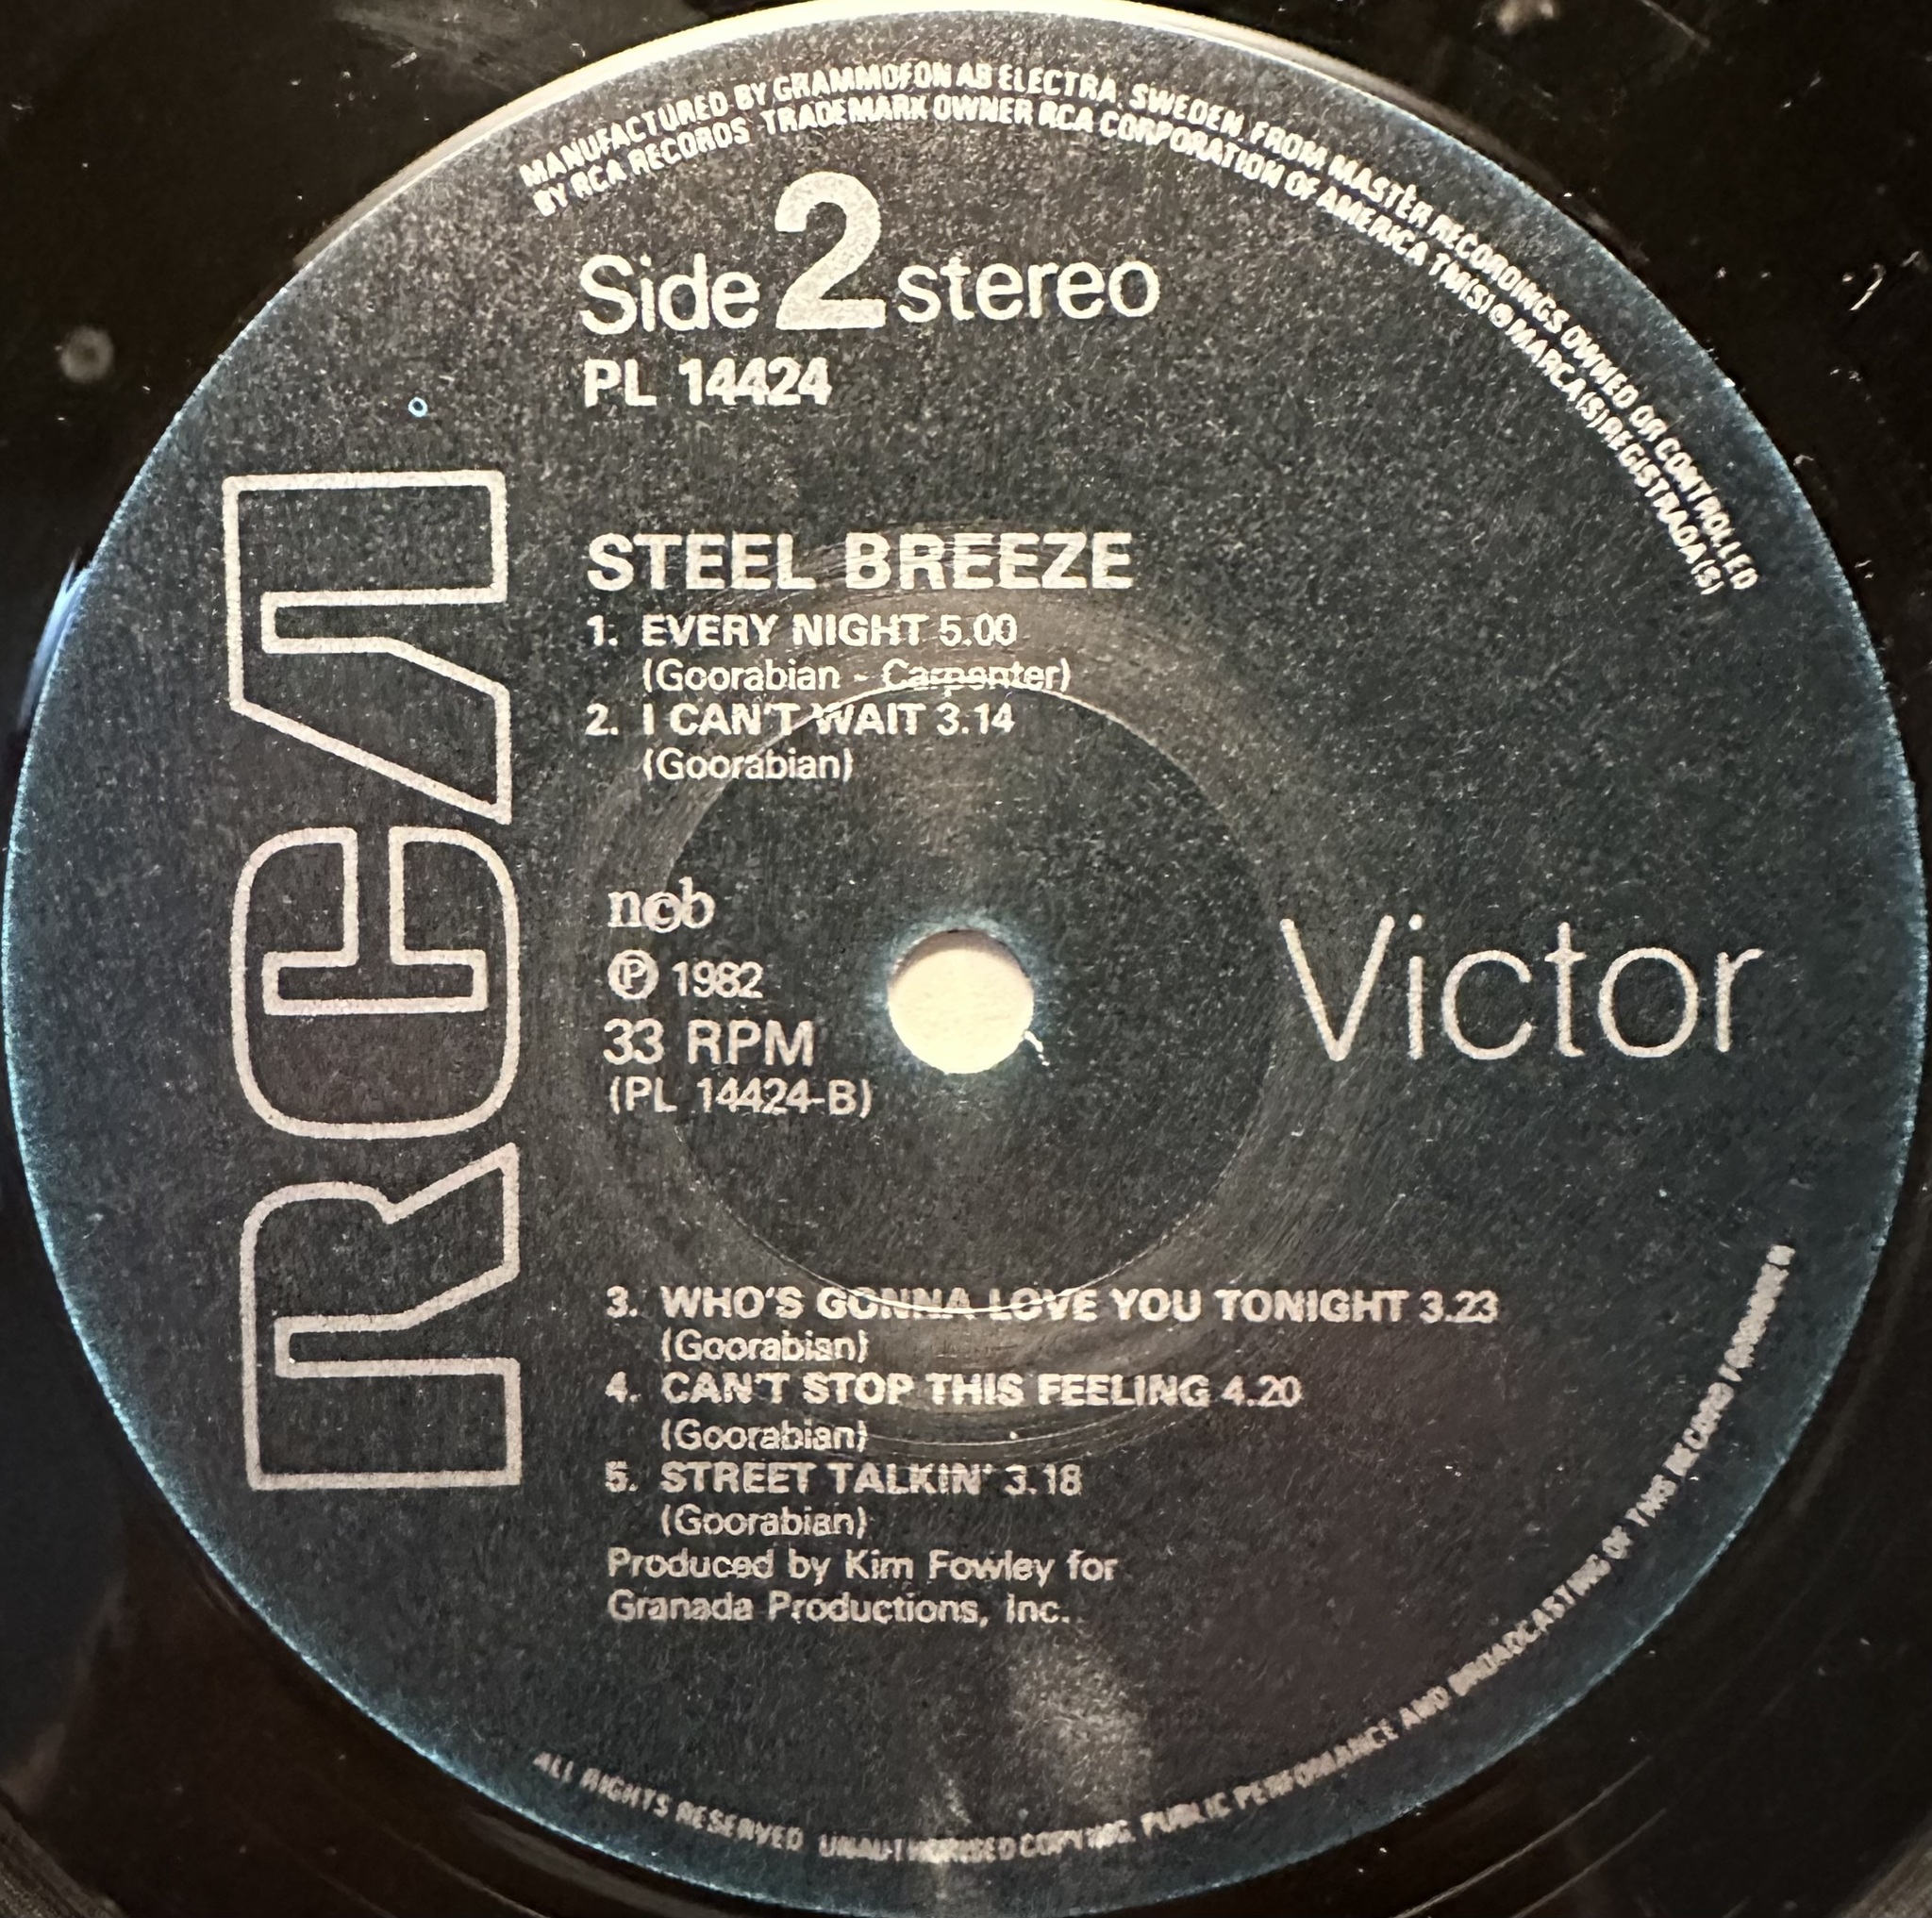 MANUFACTURED BY GRAMMOFON AB ELECTRA, SWEDEN, FROM MASTER RECORDINGS OWNED OR CONTROLLED
BY RCA RECORDS TRADEMARK OWNER RCA CORPORATION OF AMERICA TM(S) ® MARCA(S) REGISTRADA(S)
Side 2 stereo
PL 14424
RCA
STEEL BREEZE
1. EVERY NIGHT 5.00
(Goorabian - Carpenter)
2. I CAN'T WAIT 3.14
(Goorabian)
ncb
℗ 1982
33 RPM
(PL 14424-B)
Victor
3. WHO'S GONNA LOVE YOU TONIGHT 3.23
(Goorabian)
4. CAN'T STOP THIS FEELING 4.20
(Goorabian)
5. STREET TALKIN' 3.18
(Goorabian)
Produced by Kim Fowley for
Granada Productions, Inc.
ALL RIGHTS RESERVED UNAUTHORISED COPYING, PUBLIC PERFORMANCE AND BROADCASTING OF THIS RECORD FORBIDDEN